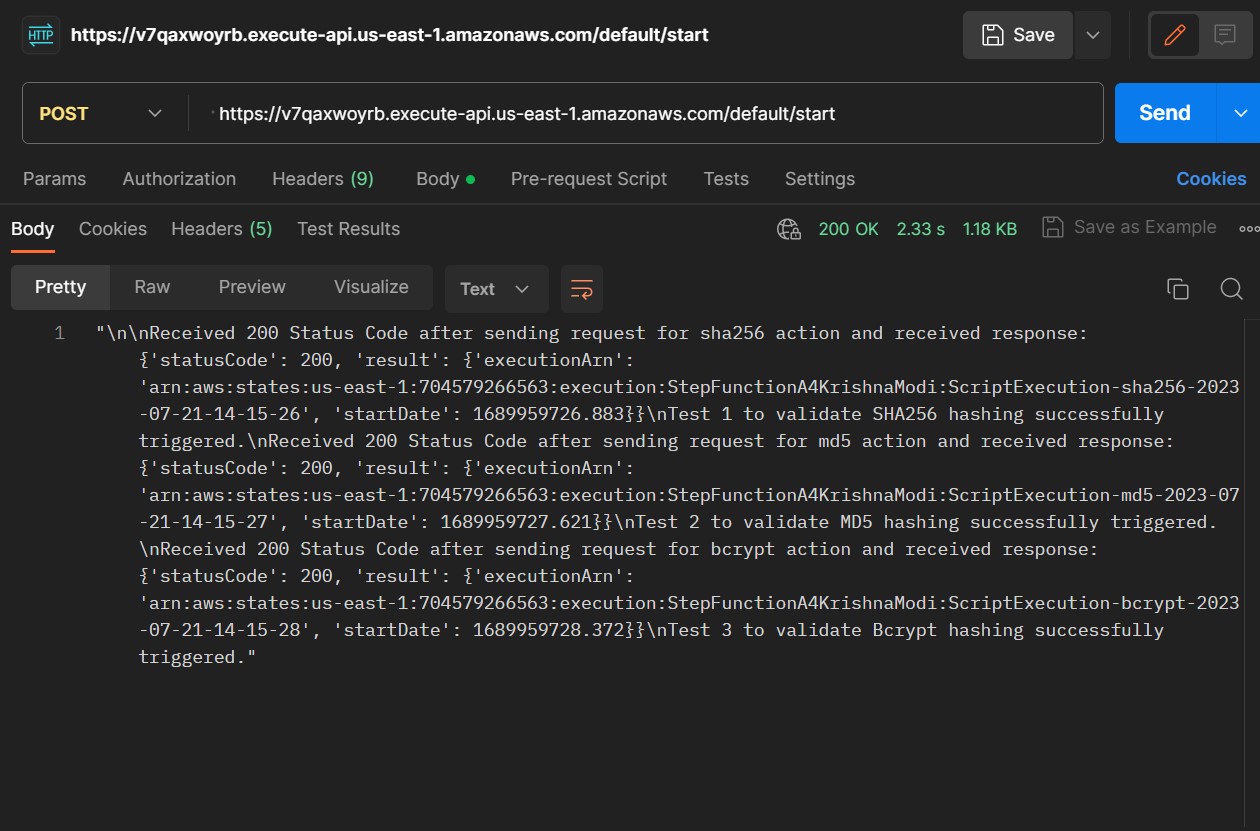 HTTP https://v7qaxwoyrb.execute-api.us-east-1.amazonaws.com/default/start Save
POST https://v7qaxwoyrb.execute-api.us-east-1.amazonaws.com/default/start Send
Params Authorization Headers (9) Body Pre-request Script Tests Settings Cookies
Body Cookies Headers (5) Test Results 200 OK 2.33 s 1.18 KB Save as Example
Pretty Raw Preview Visualize Text
1 "\n\nReceived 200 Status Code after sending request for sha256 action and received response:
{'statusCode': 200, 'result': {'executionArn':
'arn:aws:states:us-east-1:704579266563:execution:StepFunctionA4KrishnaModi:ScriptExecution-sha256-2023
-07-21-14-15-26', 'startDate': 1689959726.883}}\nTest 1 to validate SHA256 hashing successfully
triggered.\nReceived 200 Status Code after sending request for md5 action and received response:
{'statusCode': 200, 'result': {'executionArn':
'arn:aws:states:us-east-1:704579266563:execution:StepFunctionA4KrishnaModi:ScriptExecution-md5-2023-07
-21-14-15-27', 'startDate': 1689959727.621}}\nTest 2 to validate MD5 hashing successfully triggered.
\nReceived 200 Status Code after sending request for bcrypt action and received response:
{'statusCode': 200, 'result': {'executionArn':
'arn:aws:states:us-east-1:704579266563:execution:StepFunctionA4KrishnaModi:ScriptExecution-bcrypt-2023
-07-21-14-15-28', 'startDate': 1689959728.372}}\nTest 3 to validate Bcrypt hashing successfully
triggered."